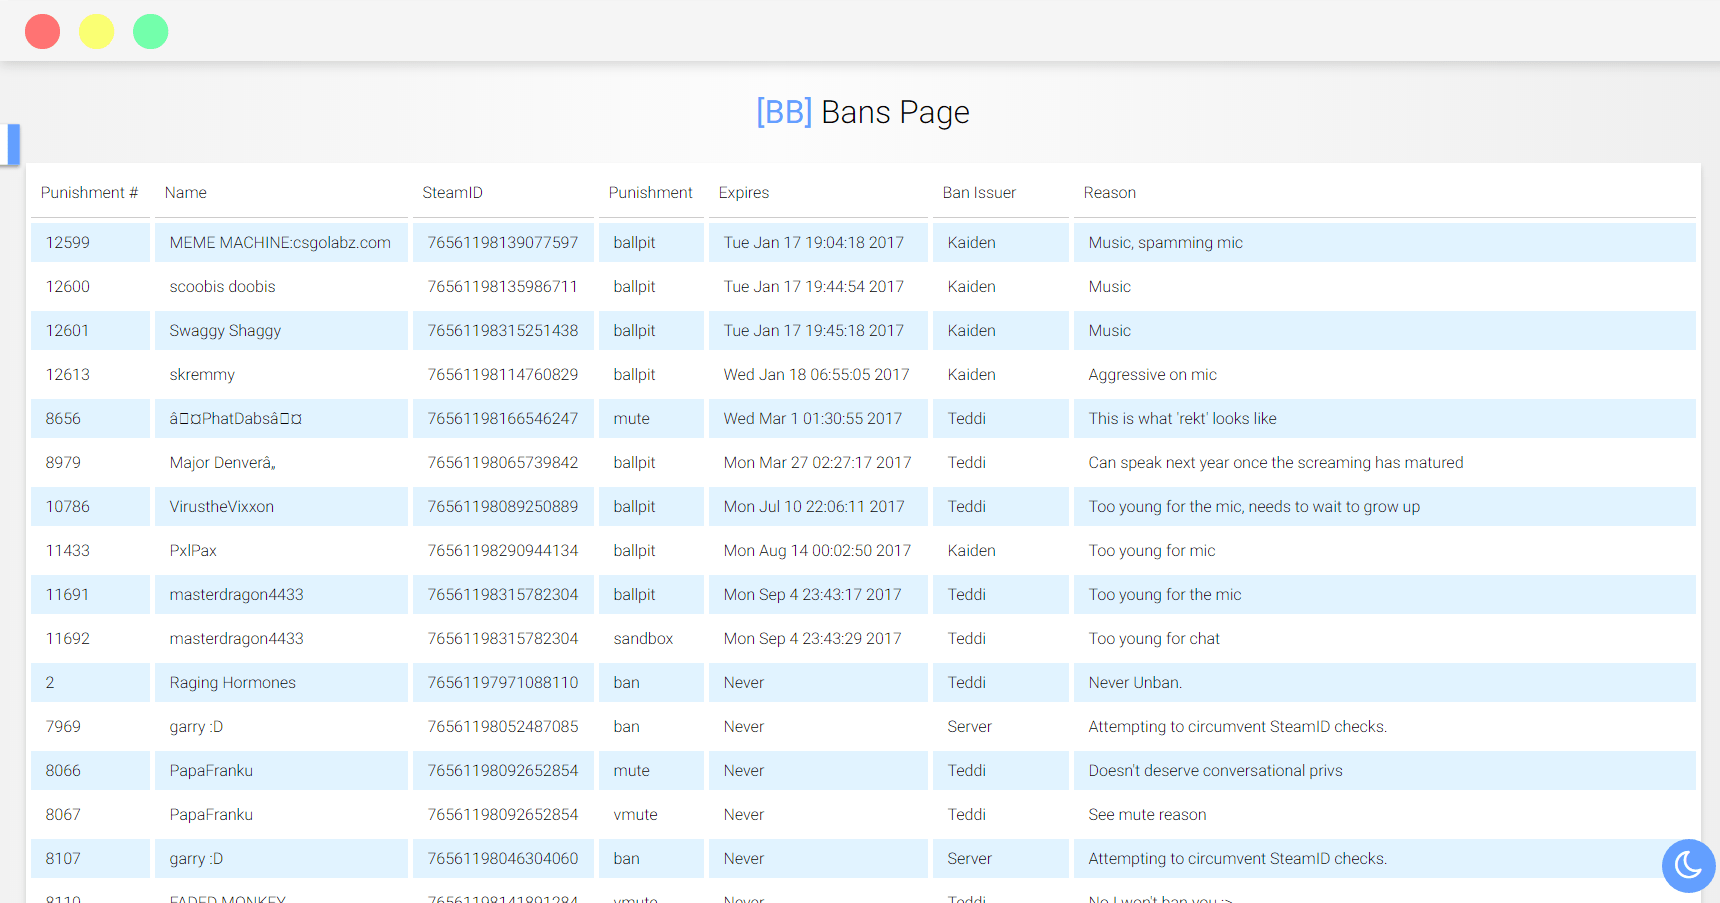 [BB] Bans Page
Punishment # Name SteamID Punishment Expires Ban Issuer Reason
12599 MEME MACHINE:csgolabz.com 76561198139077597 ballpit Tue Jan 17 19:04:18 2017 Kaiden Music, spamming mic
12600 scoobis doobis 76561198135986711 ballpit Tue Jan 17 19:44:54 2017 Kaiden Music
12601 Swaggy Shaggy 76561198315251438 ballpit Tue Jan 17 19:45:18 2017 Kaiden Music
12613 skremmy 76561198114760829 ballpit Wed Jan 18 06:55:05 2017 Kaiden Aggressive on mic
8656 â□¤PhatDabsâ□¤ 76561198166546247 mute Wed Mar 1 01:30:55 2017 Teddi This is what 'rekt' looks like
8979 Major Denverâ„ 76561198065739842 ballpit Mon Mar 27 02:27:17 2017 Teddi Can speak next year once the screaming has matured
10786 VirustheVixxon 76561198089250889 ballpit Mon Jul 10 22:06:11 2017 Teddi Too young for the mic, needs to wait to grow up
11433 PxlPax 76561198290944134 ballpit Mon Aug 14 00:02:50 2017 Kaiden Too young for mic
11691 masterdragon4433 76561198315782304 ballpit Mon Sep 4 23:43:17 2017 Teddi Too young for the mic
11692 masterdragon4433 76561198315782304 sandbox Mon Sep 4 23:43:29 2017 Teddi Too young for chat
2 Raging Hormones 76561197971088110 ban Never Teddi Never Unban.
7969 garry :D 76561198052487085 ban Never Server Attempting to circumvent SteamID checks.
8066 PapaFranku 76561198092652854 mute Never Teddi Doesn't deserve conversational privs
8067 PapaFranku 76561198092652854 vmute Never Teddi See mute reason
8107 garry :D 76561198046304060 ban Never Server Attempting to circumvent SteamID checks.
8110 FADED MONKEY 76561198141891284 vmute Never Teddi No I won't ban you :>